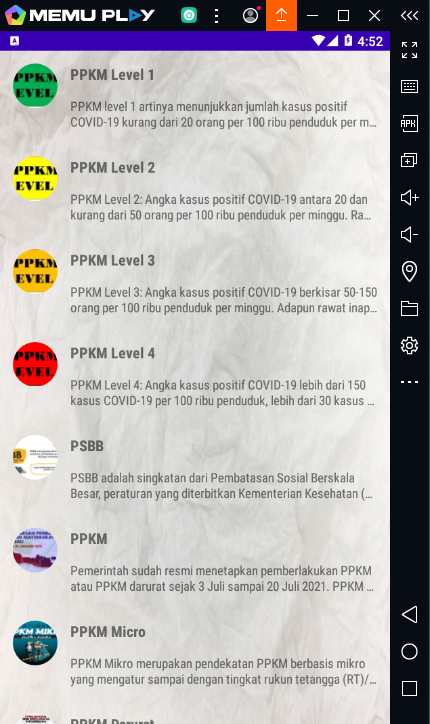 MEMU PLAY
4:52
APK
PPKM
EVEL
PPKM Level 1
PPKM level 1 artinya menunjukkan jumlah kasus positif
COVID-19 kurang dari 20 orang per 100 ribu penduduk per m...
PPKM
EVEL
PPKM Level 2
PPKM Level 2: Angka kasus positif COVID-19 antara 20 dan
kurang dari 50 orang per 100 ribu penduduk per minggu. Ra...
PPKM
EVEL
PPKM Level 3
PPKM Level 3: Angka kasus positif COVID-19 berkisar 50-150
orang per 100 ribu penduduk per minggu. Adapun rawat inap...
PPKM
EVEL
PPKM Level 4
PPKM Level 4: Angka kasus positif COVID-19 lebih dari 150
kasus COVID-19 per 100 ribu penduduk, lebih dari 30 kasus ...
PSBB
PSBB adalah singkatan dari Pembatasan Sosial Berskala
Besar, peraturan yang diterbitkan Kementerian Kesehatan (...
PPKM
Pemerintah sudah resmi menetapkan pemberlakukan PPKM
atau PPKM darurat sejak 3 Juli sampai 20 Juli 2021. PPKM ...
PKM MIKR
PPKM Micro
PPKM Mikro merupakan pendekatan PPKM berbasis mikro
yang mengatur sampai dengan tingkat rukun tetangga (RT)/...
PPKM Darurat